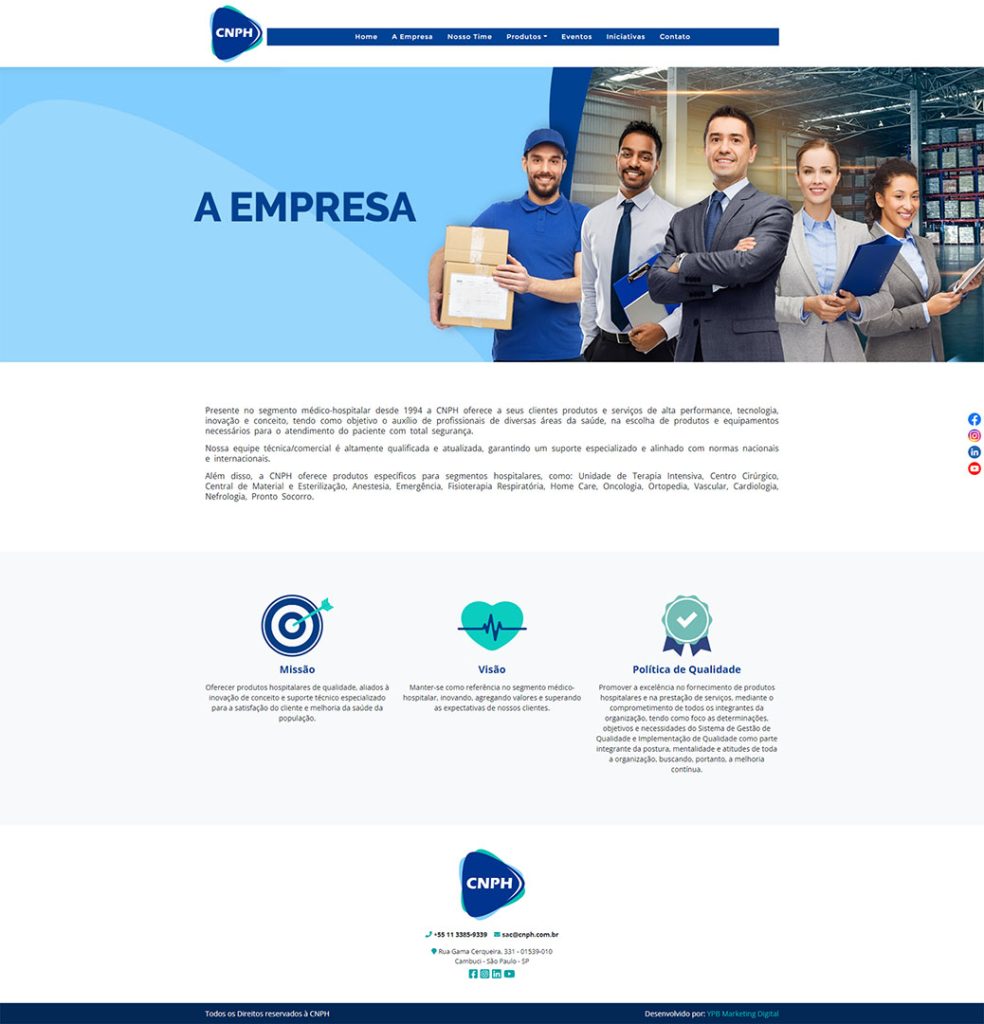 CNPH
Home A Empresa Nosso Time Produtos Eventos Iniciativas Contato
A EMPRESA
Presente no segmento médico-hospitalar desde 1994 a CNPH oferece a seus clientes produtos e serviços de alta performance, tecnologia,
inovação e conceito, tendo como objetivo o auxílio de profissionais de diversas áreas da saúde, na escolha de produtos e equipamentos
necessários para o atendimento do paciente com total segurança.
Nossa equipe técnica/comercial é altamente qualificada e atualizada, garantindo um suporte especializado e alinhado com normas nacionais
e internacionais.
Além disso, a CNPH oferece produtos específicos para segmentos hospitalares, como: Unidade de Terapia Intensiva, Centro Cirúrgico,
Central de Material e Esterilização, Anestesia, Emergência, Fisioterapia Respiratória, Home Care, Oncologia, Ortopedia, Vascular, Cardiologia,
Nefrologia, Pronto Socorro.
Missão
Oferecer produtos hospitalares de qualidade, aliados à
inovação de conceito e suporte técnico especializado
para a satisfação do cliente e melhoria da saúde da
população.
Visão
Manter-se como referência no segmento médico-
hospitalar, inovando, agregando valores e superando
as expectativas de nossos clientes.
Política de Qualidade
Promover a excelência no fornecimento de produtos
hospitalares e na prestação de serviços, mediante o
comprometimento de todos os integrantes da
organização, tendo como foco as determinações,
objetivos e necessidades do Sistema de Gestão de
Qualidade e Implementação de Qualidade como parte
integrante da postura, mentalidade e atitudes de toda
a organização, buscando, portanto, a melhoria
contínua.
CNPH
+55 11 3385-9339 sac@cnph.com.br
Rua Gama Cerqueira, 331 - 01539-010
Cambuci - São Paulo - SP
Todos os Direitos reservados à CNPH
Desenvolvido por: YPB Marketing Digital